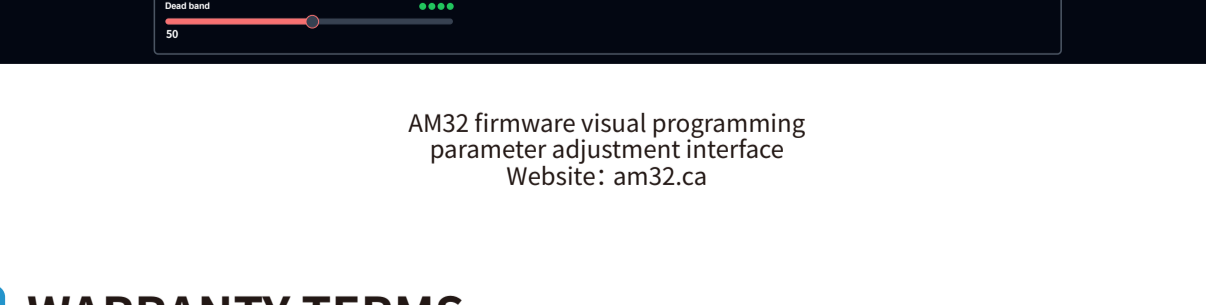 Dead band
50
AM32 firmware visual programming
parameter adjustment interface
Website：am32.ca
WARRANTY TERMS